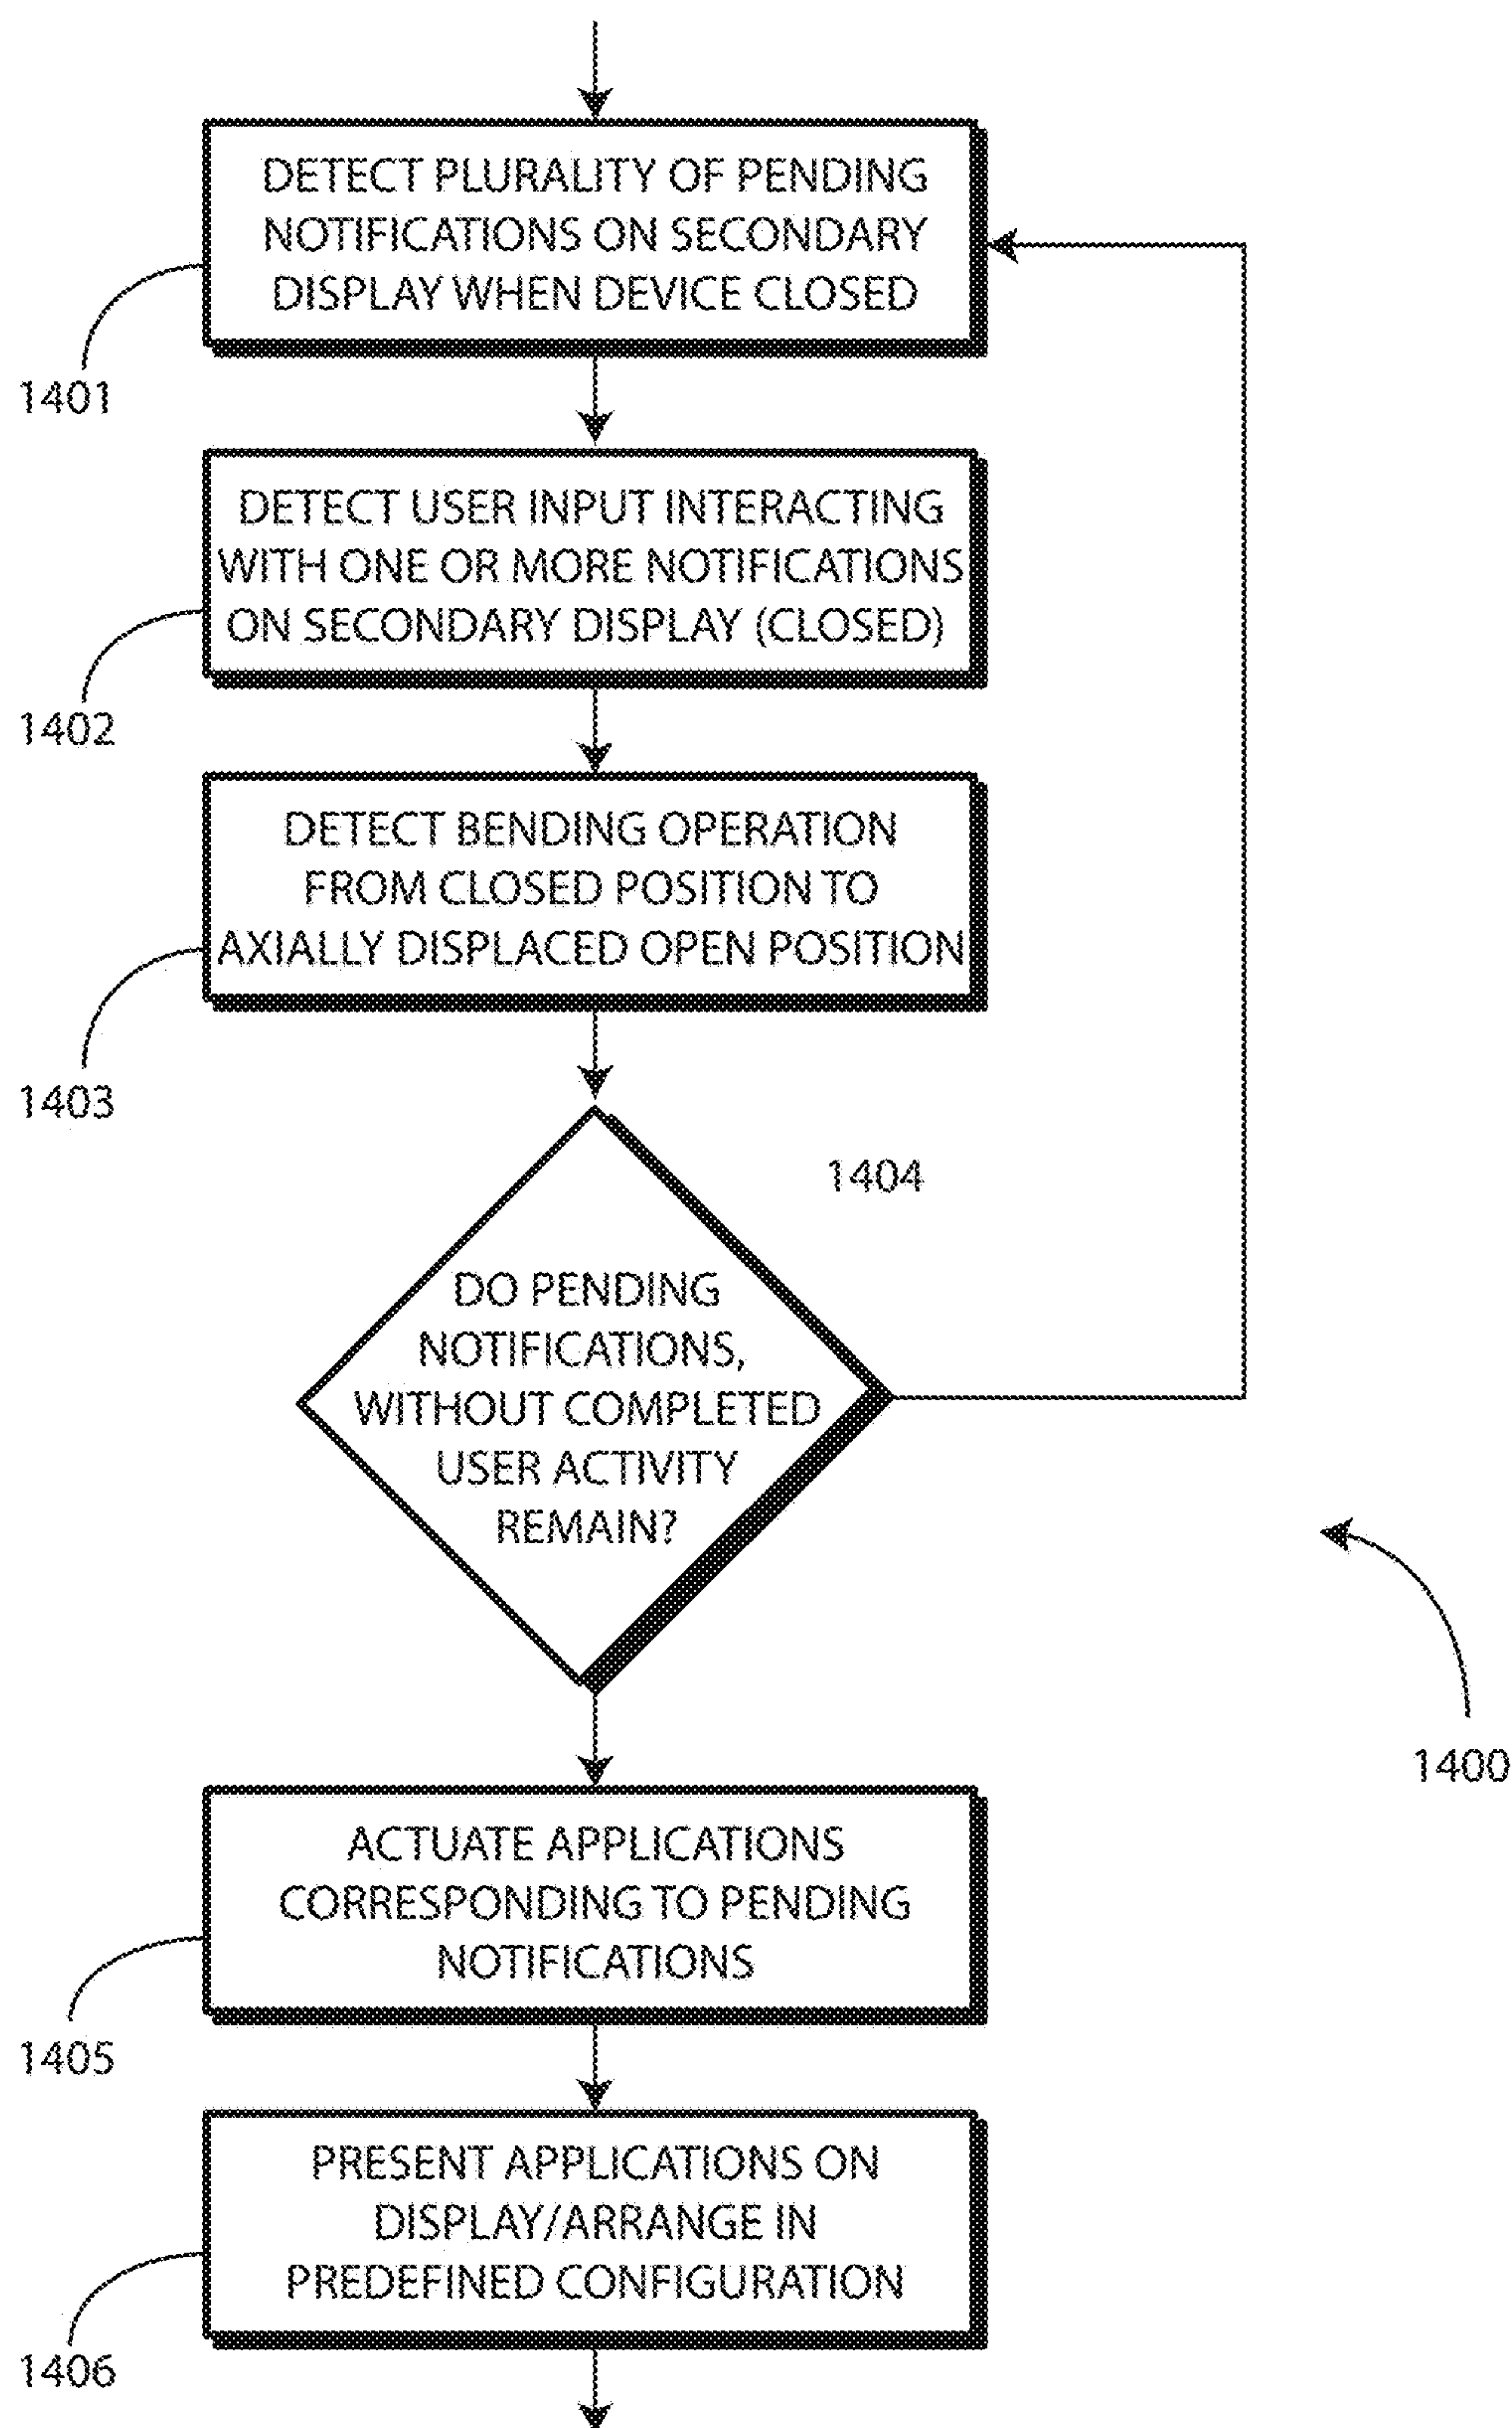 DETECT PLURALITY OF PENDING
NOTIFICATIONS ON SECONDARY
DISPLAY WHEN DEVICE CLOSED
1401
DETECT USER INPUT INTERACTING
WITH ONE OR MORE NOTIFICATIONS
ON SECONDARY DISPLAY (CLOSED)
1402
DETECT BENDING OPERATION
FROM CLOSED POSITION TO
AXIALLY DISPLACED OPEN POSITION
1403
1404
DO PENDING
NOTIFICATIONS,
WITHOUT COMPLETED
USER ACTIVITY
REMAIN?
1400
ACTUATE APPLICATIONS
CORRESPONDING TO PENDING
NOTIFICATIONS
1405
PRESENT APPLICATIONS ON
DISPLAY/ARRANGE IN
PREDEFINED CONFIGURATION
1406